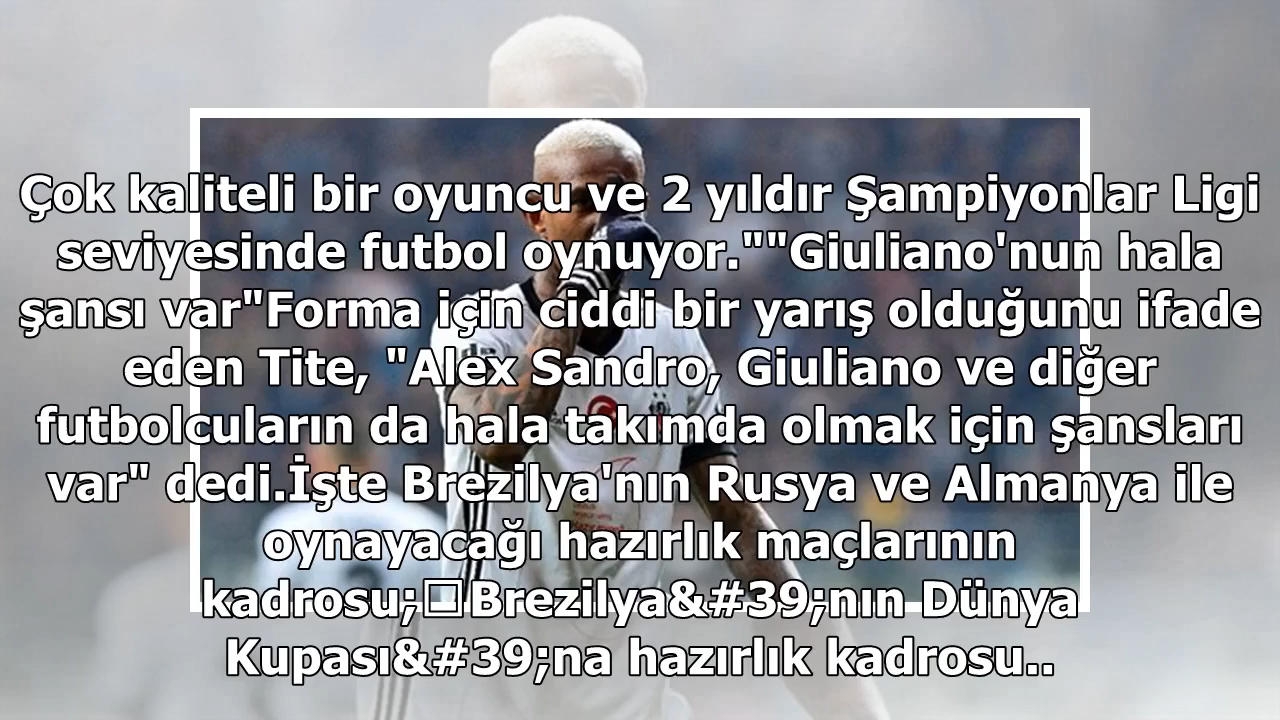 Çok kaliteli bir oyuncu ve 2 yıldır Şampiyonlar Ligi
seviyesinde futbol oynuyor.""Giuliano'nun hala
şansı var"Forma için ciddi bir yarış olduğunu ifade
eden Tite, "Alex Sandro, Giuliano ve diğer
futbolcuların da hala takımda olmak için şansları
var" dedi.İşte Brezilya'nın Rusya ve Almanya ile
oynayacağı hazırlık maçlarının
kadrosu;□Brezilya&#39;nın Dünya
Kupası&#39;na hazırlık kadrosu..